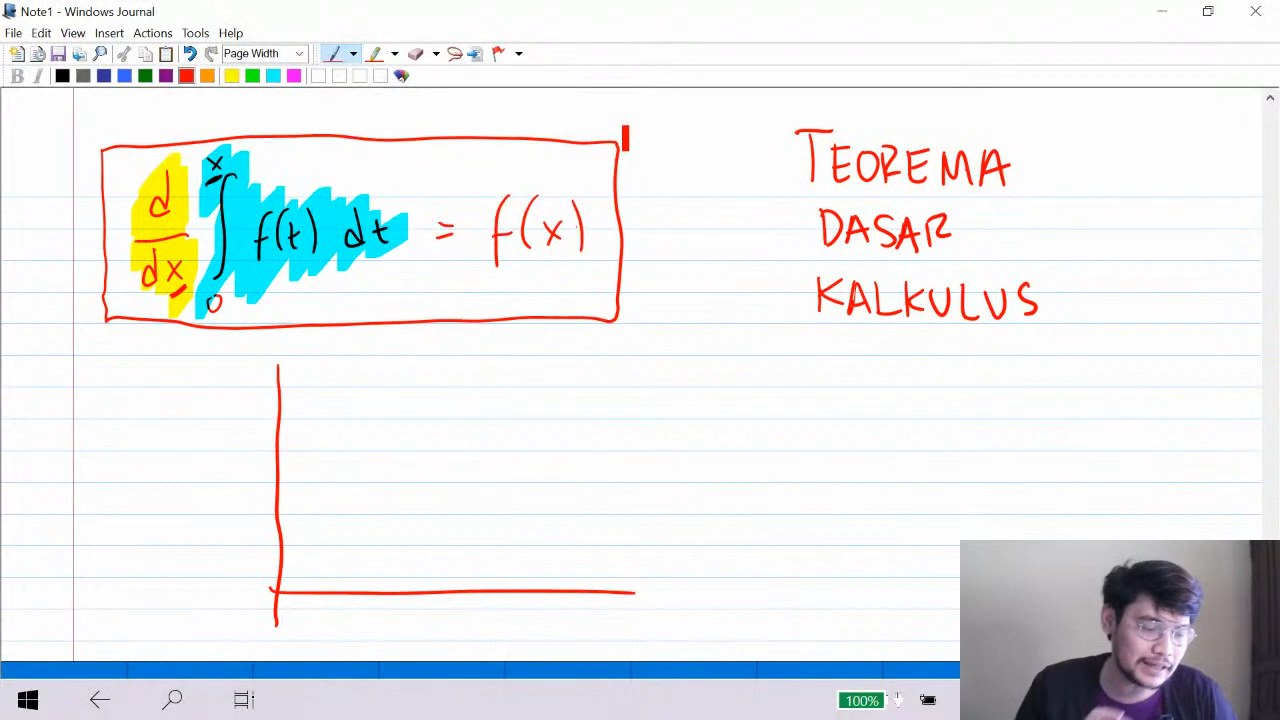 Note1 - Windows Journal
File Edit View Insert Actions Tools Help
Page Width
B I
d/dx ∫₀ˣ f(t) dt = f(x)
TEOREMA
DASAR
KALKULUS
100%